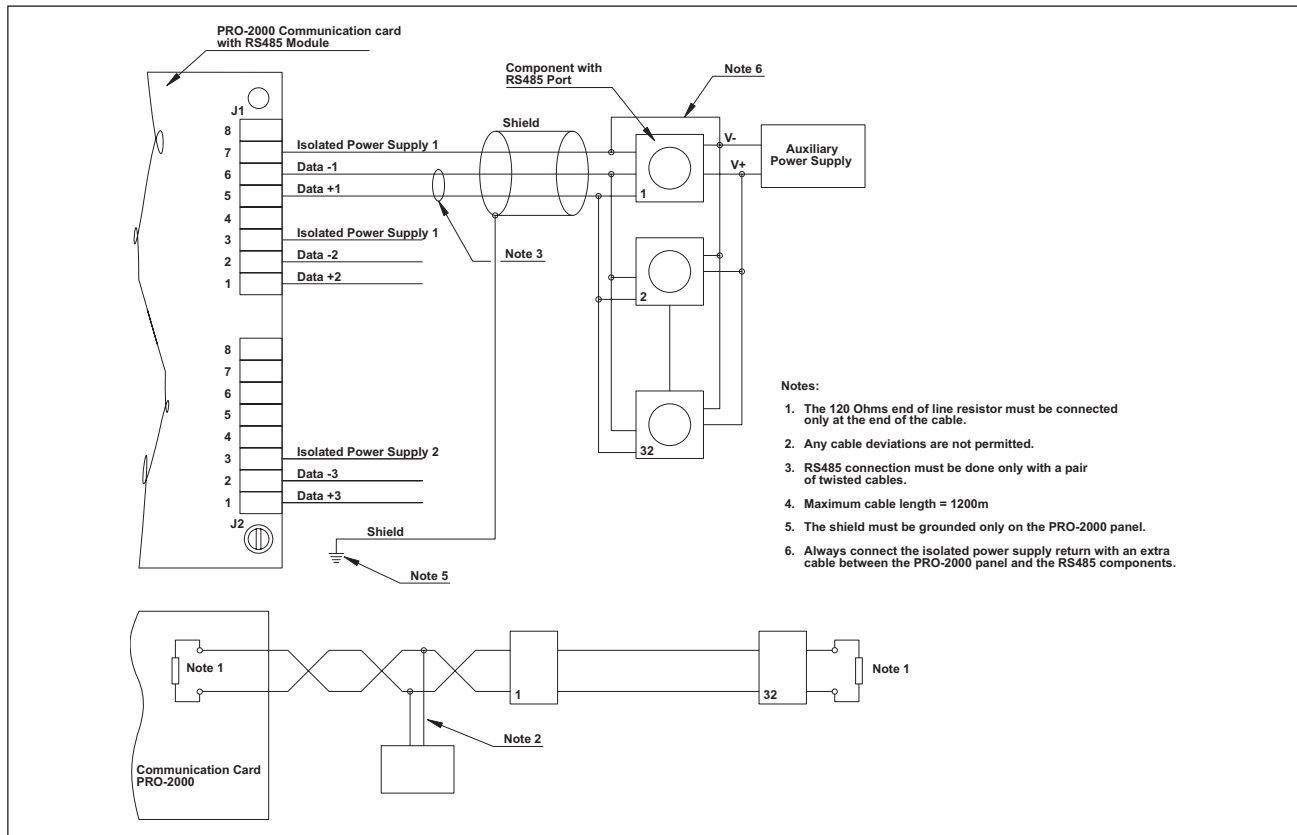 PRO-2000 Communication card
with RS485 Module
J1
8
7
6
5
4
3
2
1
Isolated Power Supply 1
Data -1
Data +1
Isolated Power Supply 1
Data -2
Data +2
Shield
Note 3
Component with
RS485 Port
Note 6
V-
V+
Auxiliary
Power Supply
1
2
32
8
7
6
5
4
3
2
1
J2
Isolated Power Supply 2
Data -3
Data +3
Shield
Note 5
Notes:
1. The 120 Ohms end of line resistor must be connected
only at the end of the cable.
2. Any cable deviations are not permitted.
3. RS485 connection must be done only with a pair
of twisted cables.
4. Maximum cable length = 1200m
5. The shield must be grounded only on the PRO-2000 panel.
6. Always connect the isolated power supply return with an extra
cable between the PRO-2000 panel and the RS485 components.
Note 1
1
32
Note 1
Note 2
Communication Card
PRO-2000